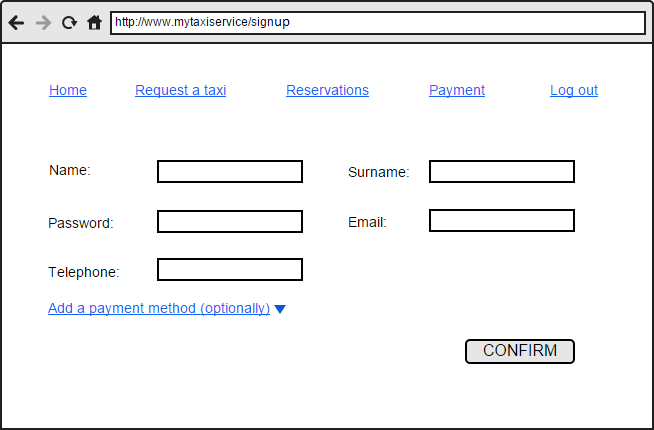 http://www.mytaxiservice/signup
Home Request a taxi Reservations Payment Log out
Name: Surname:
Password: Email:
Telephone:
Add a payment method (optionally)
CONFIRM